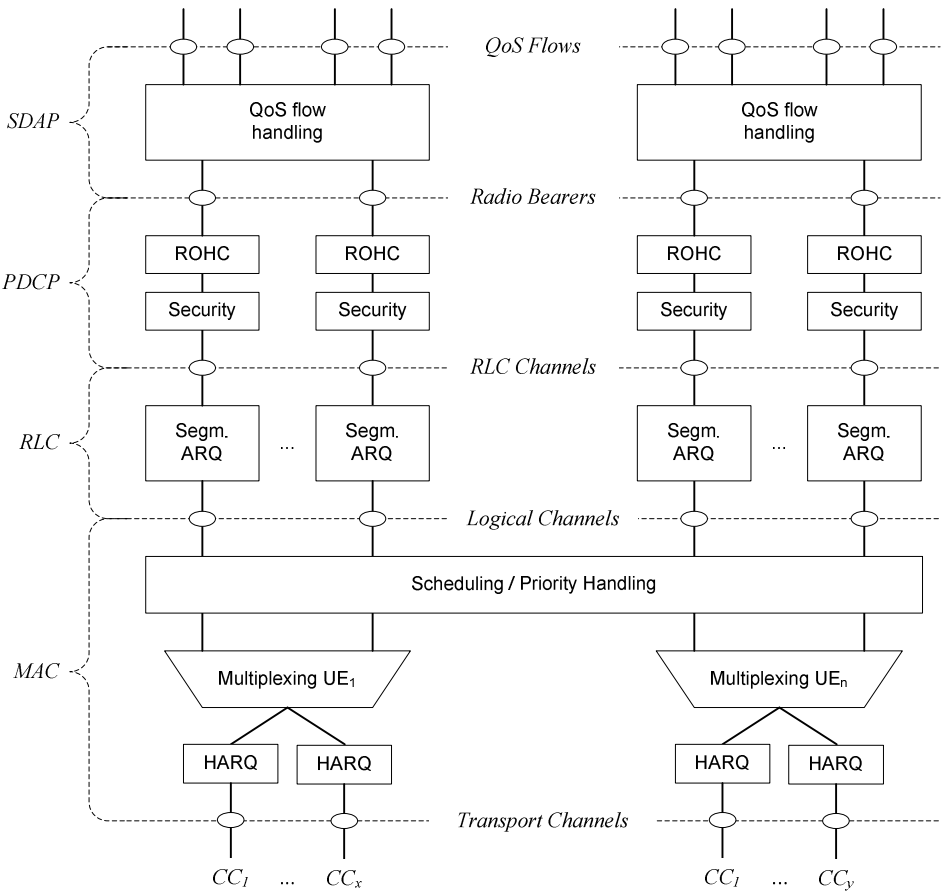 QoS Flows
QoS flow
handling
QoS flow
handling
SDAP
Radio Bearers
ROHC ROHC ROHC ROHC
PDCP
Security Security Security Security
RLC Channels
Segm.
ARQ
...
Segm.
ARQ
Segm.
ARQ
...
Segm.
ARQ
RLC
Logical Channels
Scheduling / Priority Handling
MAC
Multiplexing UE₁ Multiplexing UEₙ
HARQ HARQ HARQ HARQ
Transport Channels
CC₁ ... CCₓ CC₁ ... CCy